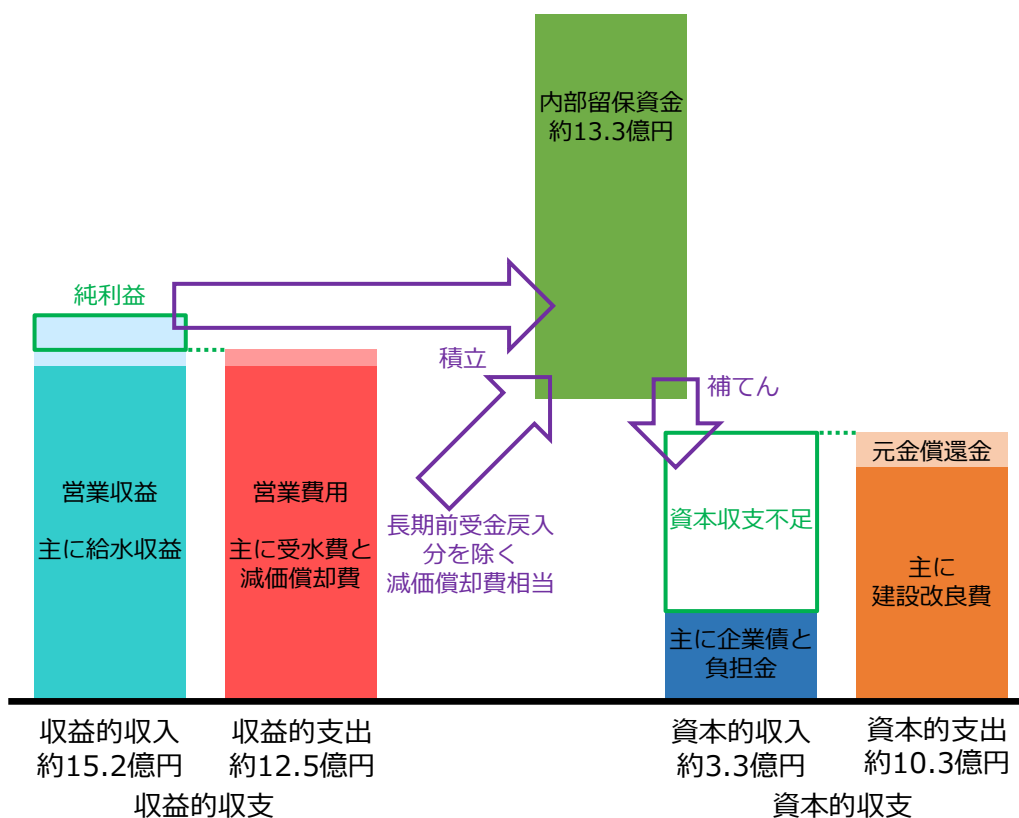 内部留保資金
約13.3億円
純利益
積立
補てん
営業収益
主に給水収益
営業費用
主に受水費と
減価償却費
長期前受金戻入
分を除く
減価償却費相当
資本収支不足
主に企業債と
負担金
元金償還金
主に
建設改良費
収益的収入
約15.2億円
収益的支出
約12.5億円
資本的収入
約3.3億円
資本的支出
約10.3億円
収益的収支
資本的収支